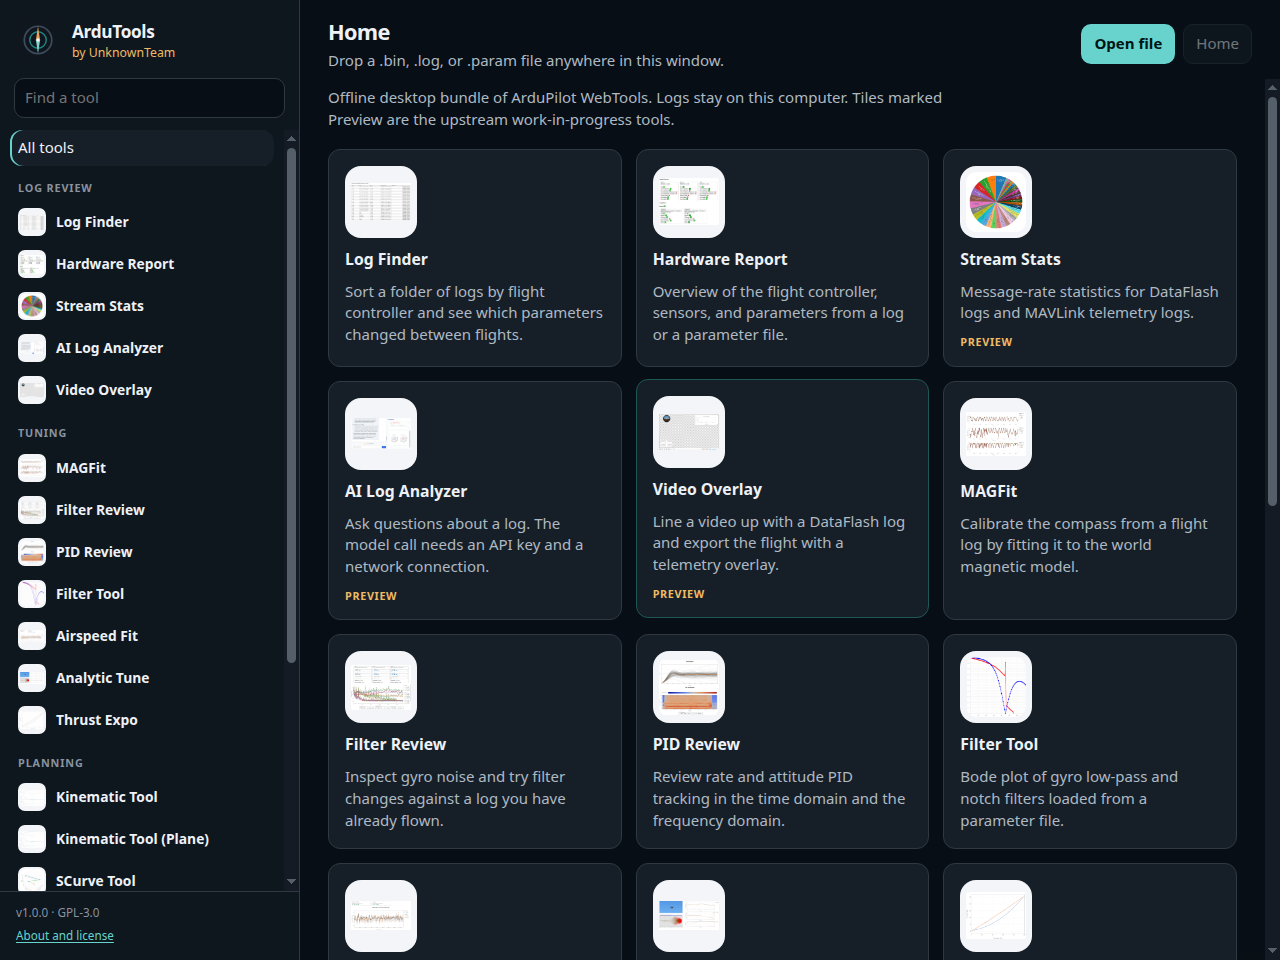 ArduTools
by UnknownTeam
Find a tool
All tools
LOG REVIEW
Log Finder
Hardware Report
Stream Stats
AI Log Analyzer
Video Overlay
TUNING
MAGFit
Filter Review
PID Review
Filter Tool
Airspeed Fit
Analytic Tune
Thrust Expo
PLANNING
Kinematic Tool
Kinematic Tool (Plane)
SCurve Tool
v1.0.0 · GPL-3.0
About and license
Home
Drop a .bin, .log, or .param file anywhere in this window.
Open file
Home
Offline desktop bundle of ArduPilot WebTools. Logs stay on this computer. Tiles marked
Preview are the upstream work-in-progress tools.
Log Finder
Sort a folder of logs by flight
controller and see which parameters
changed between flights.
Hardware Report
Overview of the flight controller,
sensors, and parameters from a log
or a parameter file.
Stream Stats
Message-rate statistics for DataFlash
logs and MAVLink telemetry logs.
PREVIEW
AI Log Analyzer
Ask questions about a log. The
model call needs an API key and a
network connection.
PREVIEW
Video Overlay
Line a video up with a DataFlash log
and export the flight with a
telemetry overlay.
PREVIEW
MAGFit
Calibrate the compass from a flight
log by fitting it to the world
magnetic model.
Filter Review
Inspect gyro noise and try filter
changes against a log you have
already flown.
PID Review
Review rate and attitude PID
tracking in the time domain and the
frequency domain.
Filter Tool
Bode plot of gyro low-pass and
notch filters loaded from a
parameter file.